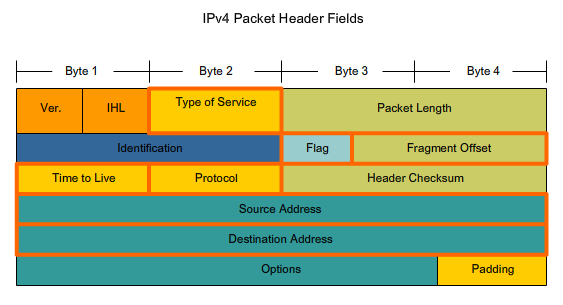 IPv4 Packet Header Fields
Byte 1 Byte 2 Byte 3 Byte 4
Ver. IHL Type of Service Packet Length
Identification Flag Fragment Offset
Time to Live Protocol Header Checksum
Source Address
Destination Address
Options Padding